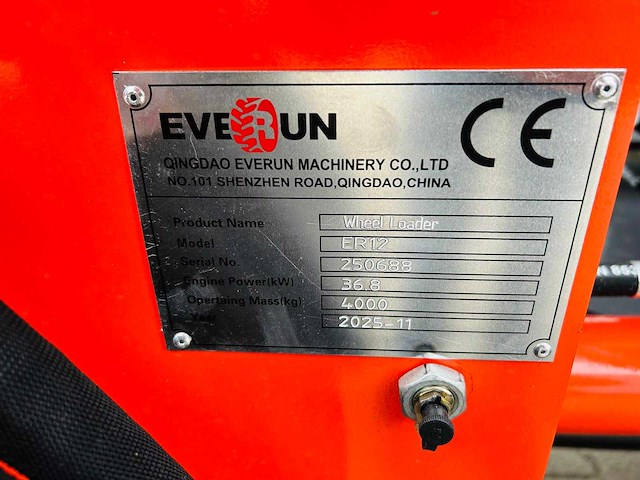 EVERUN
CE
QINGDAO EVERUN MACHINERY CO.,LTD
NO.101 SHENZHEN ROAD,QINGDAO,CHINA
Product Name Wheel Loader
Model ER12
Serial No. 250688
Engine Power(kW) 36.8
Opertaing Mass(kg) 4000
Year 2025-11